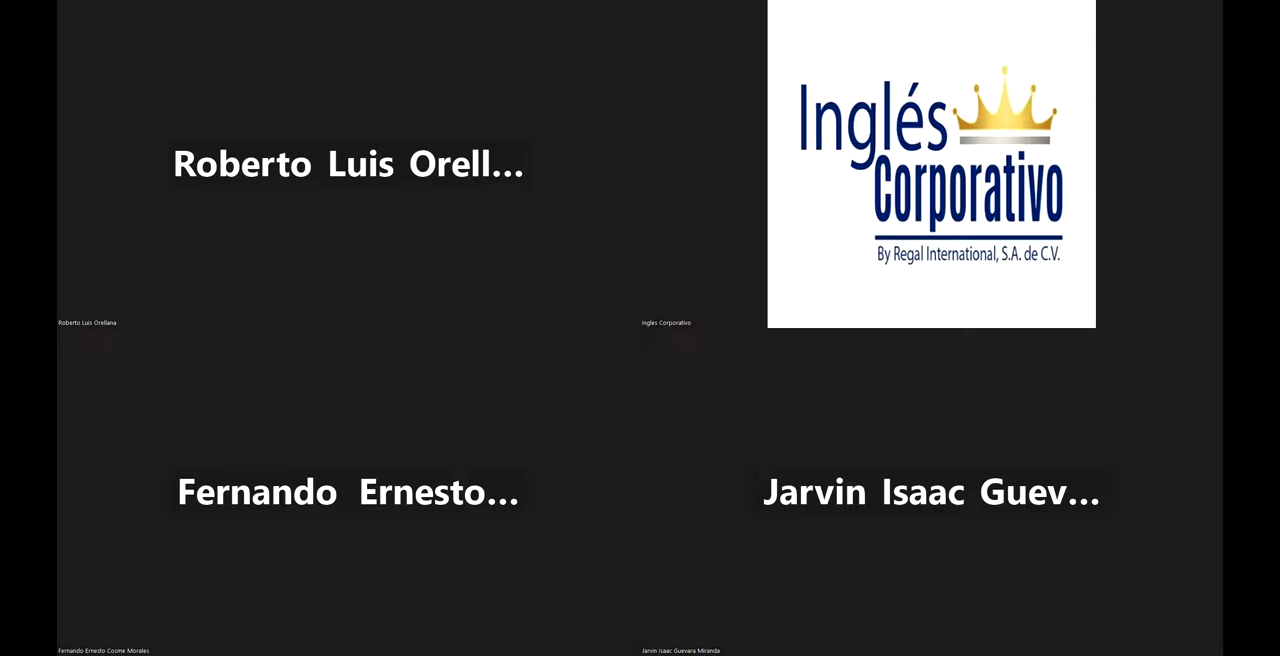 Roberto Luis Orell...
Roberto Luis Orellana
Inglés
Corporativo
By Regal International, S.A. de C.V.
Ingles Corporativo
Fernando Ernesto...
Fernando Ernesto Cosme Morales
Jarvin Isaac Guev...
Jarvin Isaac Guevara Miranda